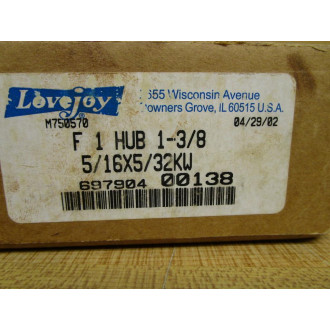 Lovejoy
2655 Wisconsin Avenue
Downers Grove, IL 60515 U.S.A.
M750570
04/29/02
F 1 HUB 1-3/8
5/16X5/32KW
697904 00138